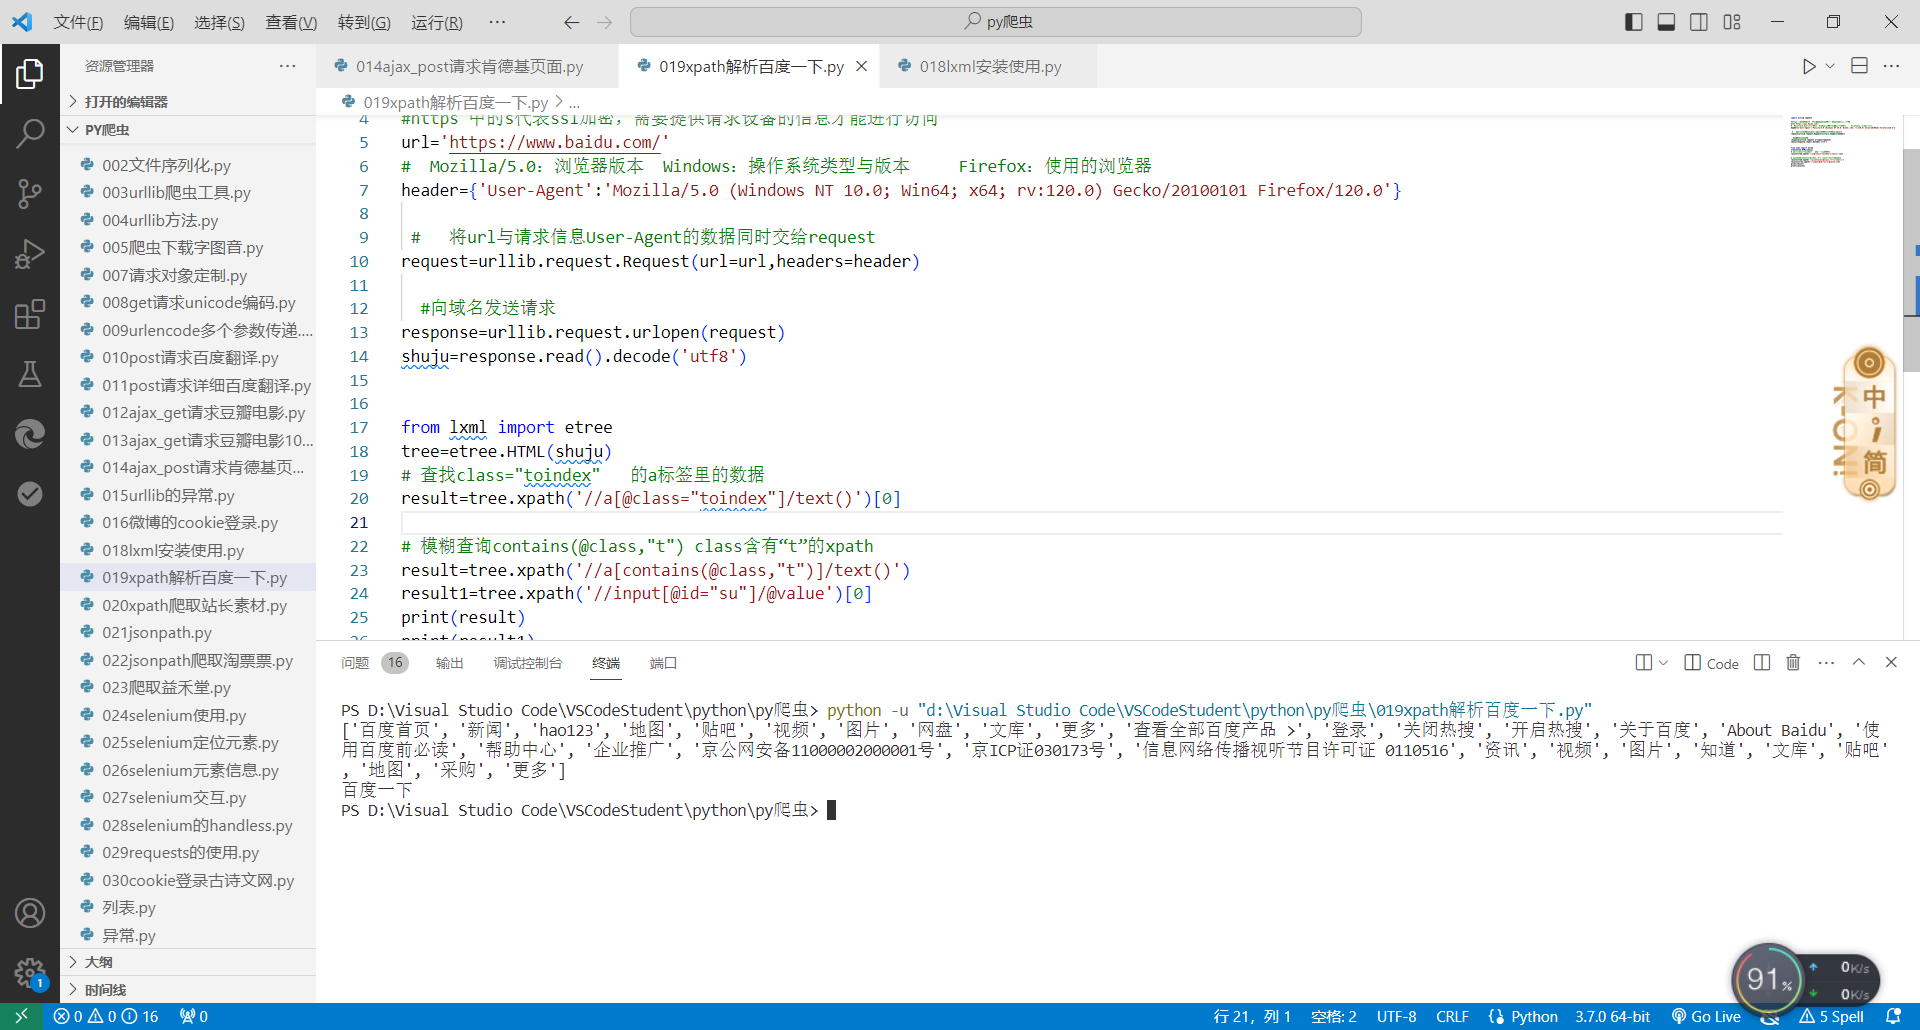 文件(F) 编辑(E) 选择(S) 查看(V) 转到(G) 运行(R) ··· py爬虫
资源管理器 ···
打开的编辑器
PY爬虫
002文件序列化.py
003urllib爬虫工具.py
004urllib方法.py
005爬虫下载字图音.py
007请求对象定制.py
008get请求unicode编码.py
009urlencode多个参数传递....
010post请求百度翻译.py
011post请求详细百度翻译.py
012ajax_get请求豆瓣电影.py
013ajax_get请求豆瓣电影10...
014ajax_post请求肯德基页...
015urllib的异常.py
016微博的cookie登录.py
018lxml安装使用.py
019xpath解析百度一下.py
020xpath爬取站长素材.py
021jsonpath.py
022jsonpath爬取淘票票.py
023爬取益禾堂.py
024selenium使用.py
025selenium定位元素.py
026selenium元素信息.py
027selenium交互.py
028selenium的handless.py
029requests的使用.py
030cookie登录古诗文网.py
列表.py
异常.py
大纲
时间线
014ajax_post请求肯德基页面.py 019xpath解析百度一下.py 018lxml安装使用.py
019xpath解析百度一下.py > ...
4 #https 中的s代表ssl加密，需要提供请求设备的信息才能进行访问
5 url='https://www.baidu.com/'
6 # Mozilla/5.0：浏览器版本 Windows：操作系统类型与版本 Firefox：使用的浏览器
7 header={'User-Agent':'Mozilla/5.0 (Windows NT 10.0; Win64; x64; rv:120.0) Gecko/20100101 Firefox/120.0'}
8
9 # 将url与请求信息User-Agent的数据同时交给request
10 request=urllib.request.Request(url=url,headers=header)
11
12 #向域名发送请求
13 response=urllib.request.urlopen(request)
14 shuju=response.read().decode('utf8')
15
16
17 from lxml import etree
18 tree=etree.HTML(shuju)
19 # 查找class="toindex" 的a标签里的数据
20 result=tree.xpath('//a[@class="toindex"]/text()')[0]
21
22 # 模糊查询contains(@class,"t") class含有“t”的xpath
23 result=tree.xpath('//a[contains(@class,"t")]/text()')
24 result1=tree.xpath('//input[@id="su"]/@value')[0]
25 print(result)
26 print(result1)
中
i
简
K-ON!
问题 16 输出 调试控制台 终端 端口 Code
PS D:\Visual Studio Code\VSCodeStudent\python\py爬虫> python -u "d:\Visual Studio Code\VSCodeStudent\python\py爬虫\019xpath解析百度一下.py"
['百度首页', '新闻', 'hao123', '地图', '贴吧', '视频', '图片', '网盘', '文库', '更多', '查看全部百度产品 >', '登录', '关闭热搜', '开启热搜', '关于百度', 'About Baidu', '使
用百度前必读', '帮助中心', '企业推广', '京公网安备11000002000001号', '京ICP证030173号', '信息网络传播视听节目许可证 0110516', '资讯', '视频', '图片', '知道', '文库', '贴吧'
, '地图', '采购', '更多']
百度一下
PS D:\Visual Studio Code\VSCodeStudent\python\py爬虫>
91%
0K/s
0K/s
1
0 0 16 0 行 21，列 1 空格: 2 UTF-8 CRLF Python 3.7.0 64-bit Go Live 5 Spell